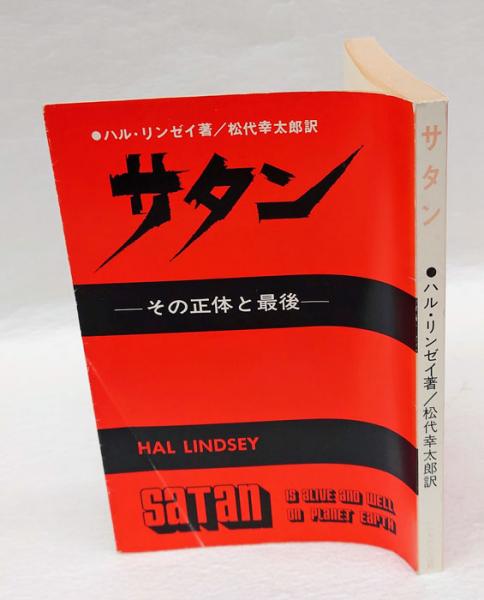 ●ハル・リンゼイ著／松代幸太郎訳
サタン
―その正体と最後―
HAL LINDSEY
SATAN IS ALIVE AND WELL
ON PLANET EARTH
サタン ●ハル・リンゼイ著／松代幸太郎訳